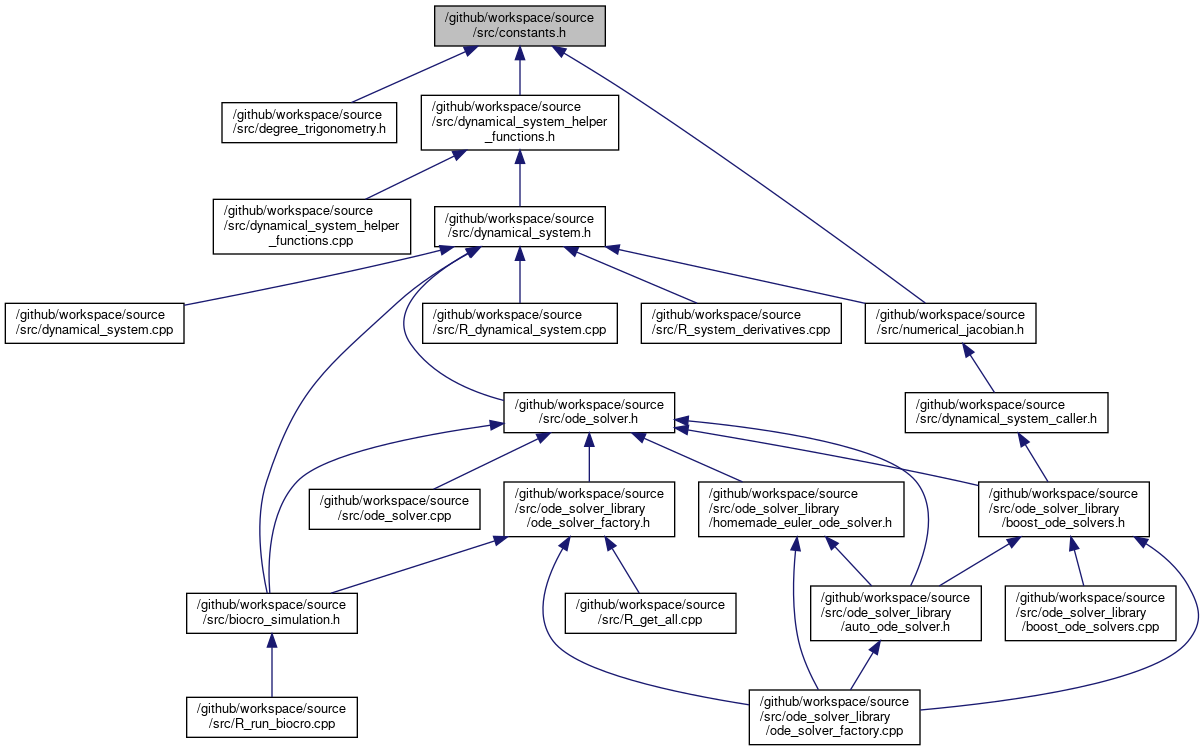 /github/workspace/source
/src/constants.h
/github/workspace/source
/src/degree_trigonometry.h
/github/workspace/source
/src/dynamical_system_helper
_functions.h
/github/workspace/source
/src/dynamical_system_helper
_functions.cpp
/github/workspace/source
/src/dynamical_system.h
/github/workspace/source
/src/dynamical_system.cpp
/github/workspace/source
/src/R_dynamical_system.cpp
/github/workspace/source
/src/R_system_derivatives.cpp
/github/workspace/source
/src/numerical_jacobian.h
/github/workspace/source
/src/ode_solver.h
/github/workspace/source
/src/dynamical_system_caller.h
/github/workspace/source
/src/ode_solver.cpp
/github/workspace/source
/src/ode_solver_library
/ode_solver_factory.h
/github/workspace/source
/src/ode_solver_library
/homemade_euler_ode_solver.h
/github/workspace/source
/src/ode_solver_library
/boost_ode_solvers.h
/github/workspace/source
/src/biocro_simulation.h
/github/workspace/source
/src/R_get_all.cpp
/github/workspace/source
/src/ode_solver_library
/auto_ode_solver.h
/github/workspace/source
/src/ode_solver_library
/boost_ode_solvers.cpp
/github/workspace/source
/src/R_run_biocro.cpp
/github/workspace/source
/src/ode_solver_library
/ode_solver_factory.cpp